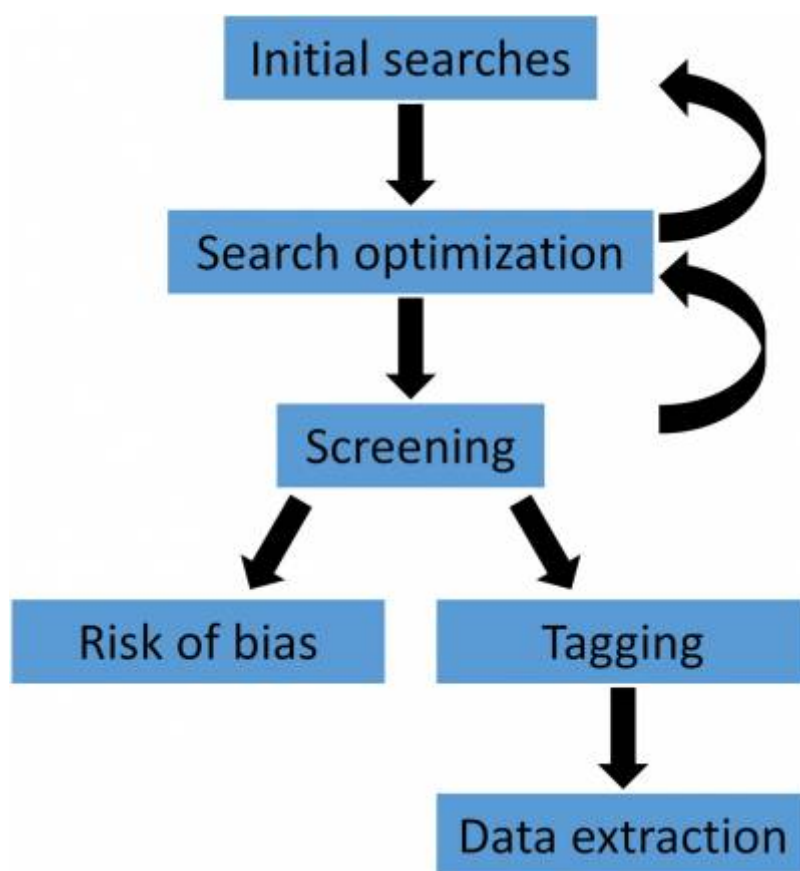 Initial searches
Search optimization
Screening
Risk of bias
Tagging
Data extraction